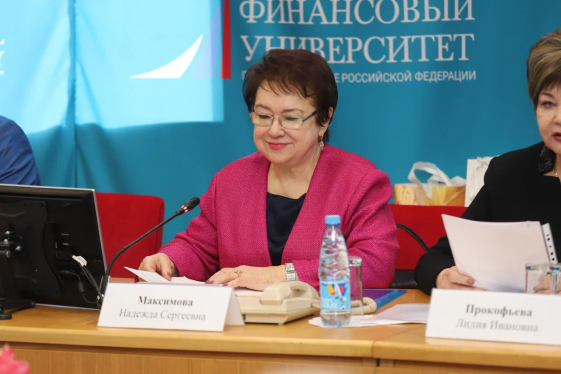 ФИНАНСОВЫЙ
УНИВЕРСИТЕТ
РОССИЙСКОЙ ФЕДЕРАЦИИ
Максимова
Надежда Сергеевна
Прокофьева
Лидия Ивановна